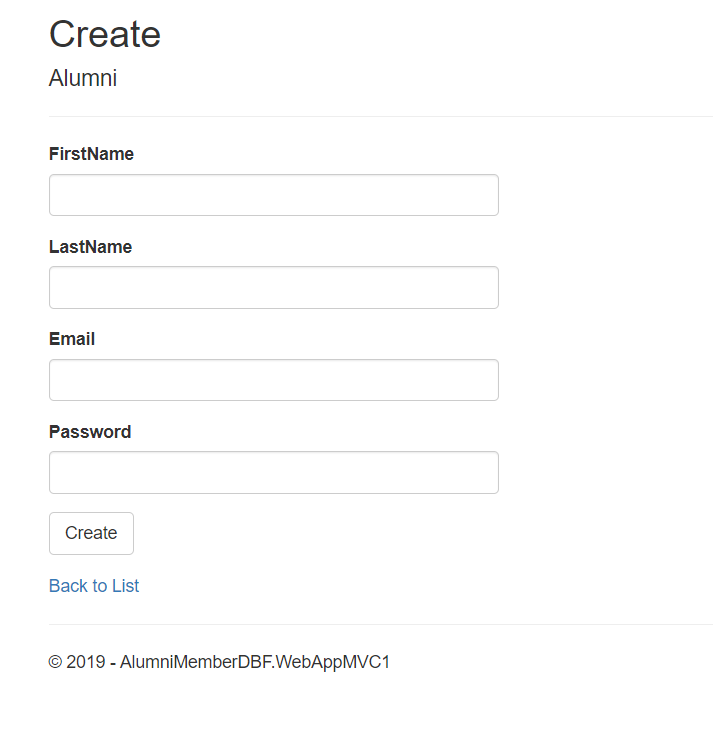 Create
Alumni
FirstName
LastName
Email
Password
Create
Back to List
© 2019 - AlumniMemberDBF.WebAppMVC1